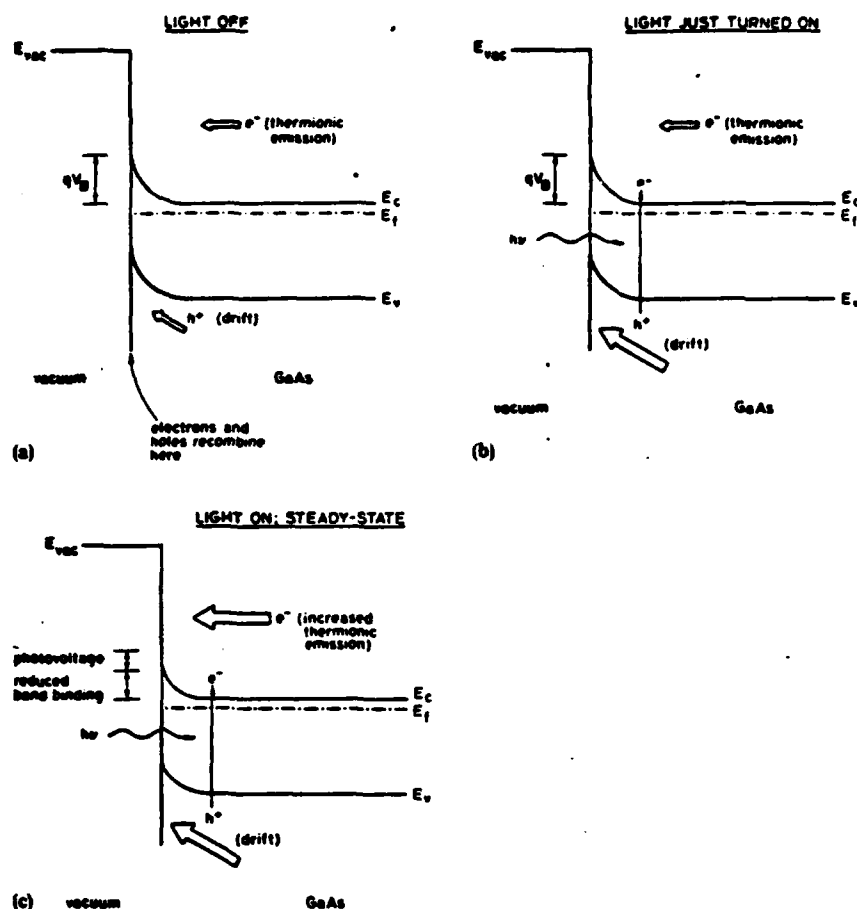 LIGHT OFF
E_vac
e⁻ (thermionic
emission)
qV_B
E_c
E_f
E_v
h⁺ (drift)
vacuum
GaAs
electrons and
holes recombine
here
(a)
LIGHT JUST TURNED ON
E_vac
e⁻ (thermionic
emission)
qV_B
e⁻
E_c
E_f
hν
E_v
h⁺
(drift)
vacuum
GaAs
(b)
LIGHT ON; STEADY-STATE
E_vac
e⁻ (increased
thermionic
emission)
photovoltage
reduced
band binding
e⁻
E_c
E_f
hν
E_v
h⁺
(drift)
(c)
vacuum
GaAs